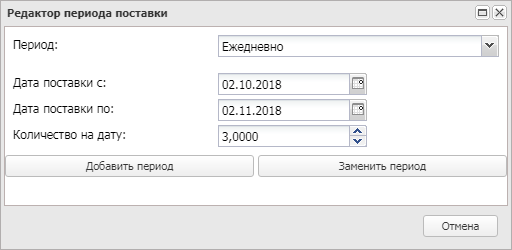 Редактор периода поставки
Период: Ежедневно
Дата поставки с: 02.10.2018
Дата поставки по: 02.11.2018
Количество на дату: 3,0000
Добавить период Заменить период
Отмена